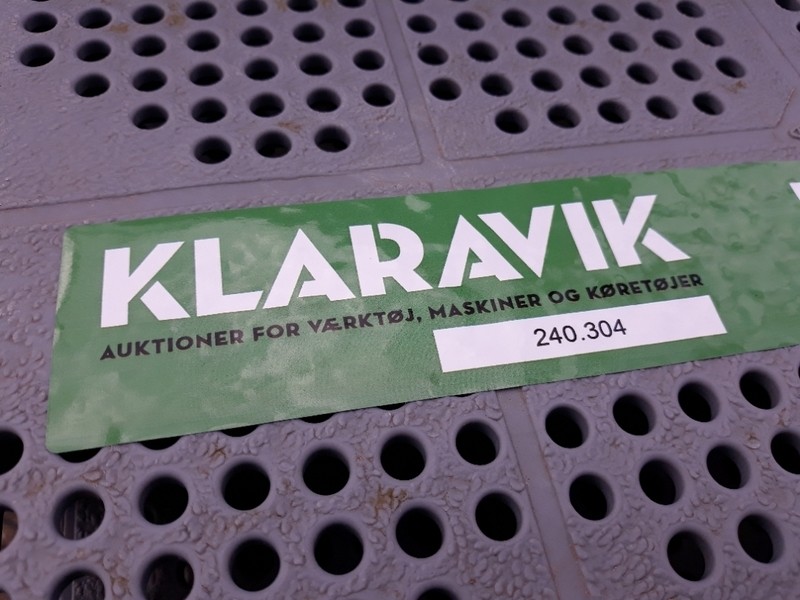 KLARAVIK
AUKTIONER FOR VÆRKTØJ, MASKINER OG KØRETØJER
240.304